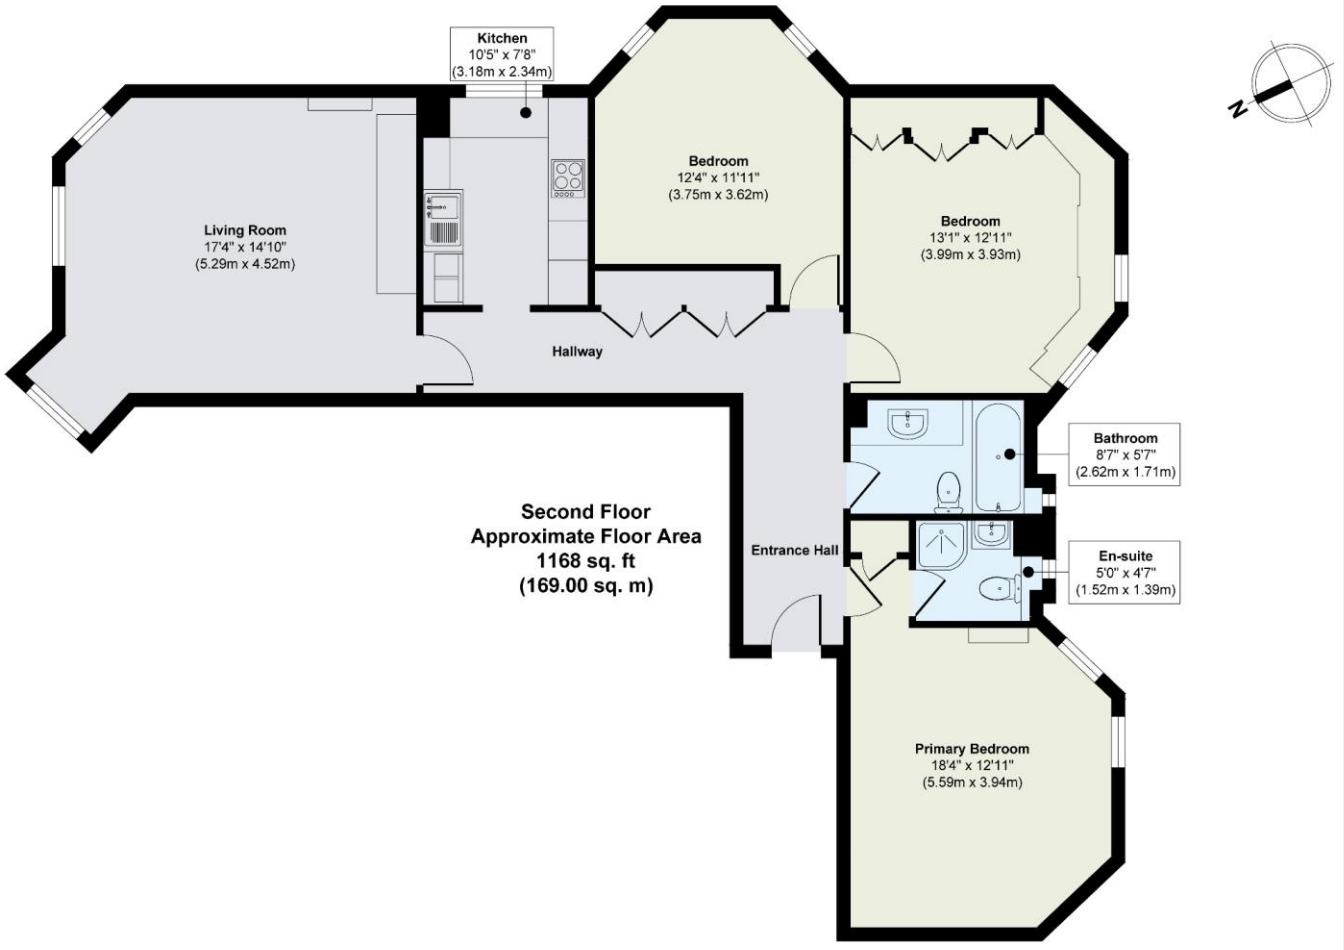 Kitchen
10'5" x 7'8"
(3.18m x 2.34m)
N
Bedroom
12'4" x 11'11"
(3.75m x 3.62m)
Living Room
17'4" x 14'10"
(5.29m x 4.52m)
Bedroom
13'1" x 12'11"
(3.99m x 3.93m)
Hallway
Bathroom
8'7" x 5'7"
(2.62m x 1.71m)
Second Floor
Approximate Floor Area
1168 sq. ft
(169.00 sq. m)
Entrance Hall
En-suite
5'0" x 4'7"
(1.52m x 1.39m)
Primary Bedroom
18'4" x 12'11"
(5.59m x 3.94m)